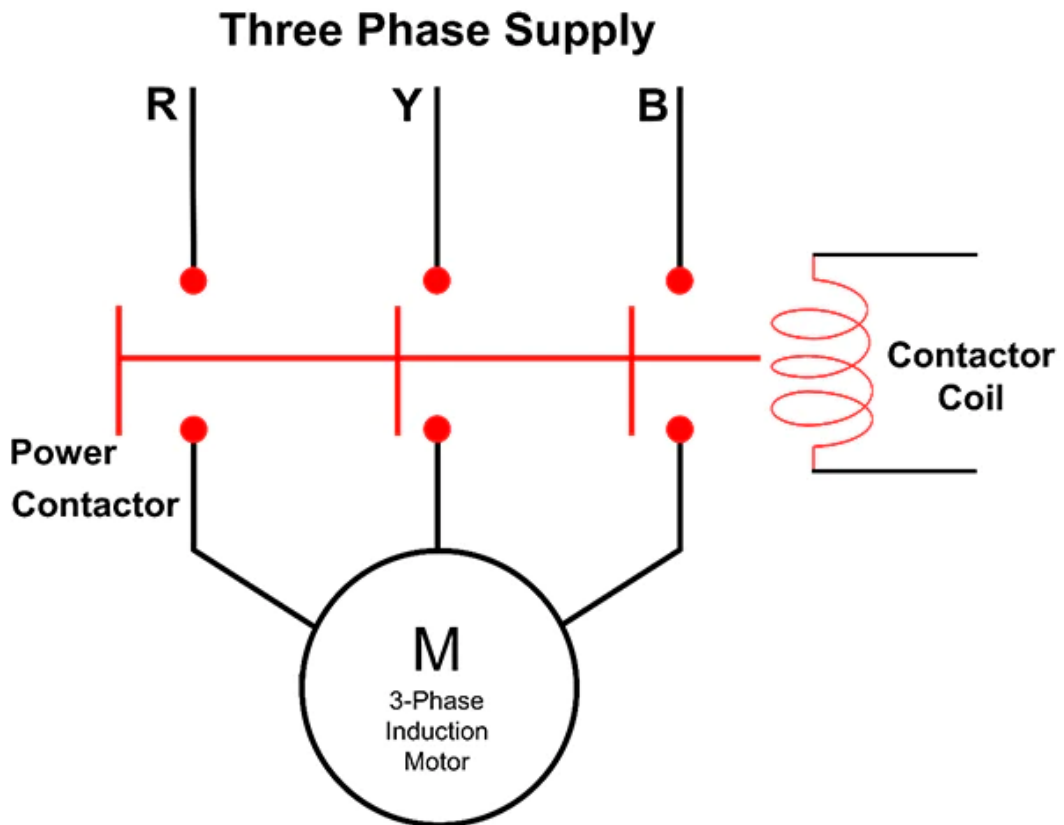 Three Phase Supply
R
Y
B
Contactor
Coil
Power
Contactor
M
3-Phase
Induction
Motor